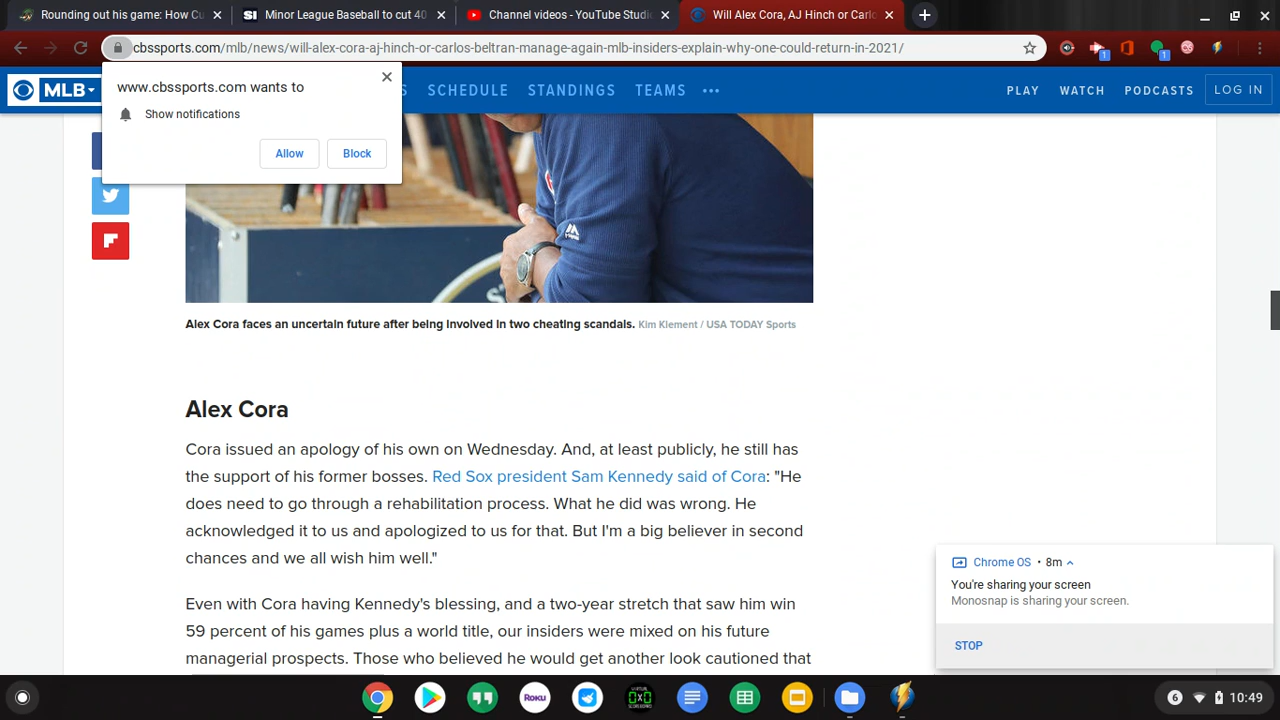 Rounding out his game: How Cu
Minor League Baseball to cut 40
Channel videos - YouTube Studio
Will Alex Cora, AJ Hinch or Carlo
cbssports.com/mlb/news/will-alex-cora-aj-hinch-or-carlos-beltran-manage-again-mlb-insiders-explain-why-one-could-return-in-2021/
MLB
SCHEDULE STANDINGS TEAMS
PLAY WATCH PODCASTS LOG IN
www.cbssports.com wants to
Show notifications
Allow Block
Alex Cora faces an uncertain future after being involved in two cheating scandals. Kim Klement / USA TODAY Sports
Alex Cora
Cora issued an apology of his own on Wednesday. And, at least publicly, he still has
the support of his former bosses. Red Sox president Sam Kennedy said of Cora: "He
does need to go through a rehabilitation process. What he did was wrong. He
acknowledged it to us and apologized to us for that. But I'm a big believer in second
chances and we all wish him well."
Even with Cora having Kennedy's blessing, and a two-year stretch that saw him win
59 percent of his games plus a world title, our insiders were mixed on his future
managerial prospects. Those who believed he would get another look cautioned that
Chrome OS • 8m
You're sharing your screen
Monosnap is sharing your screen.
STOP
Roku
6 10:49